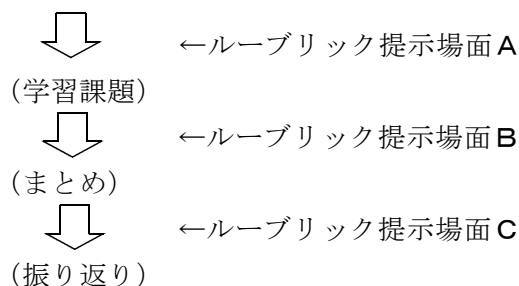 ←ルーブリック提示場面A
(学習課題)
←ルーブリック提示場面B
(まとめ)
←ルーブリック提示場面C
(振り返り)